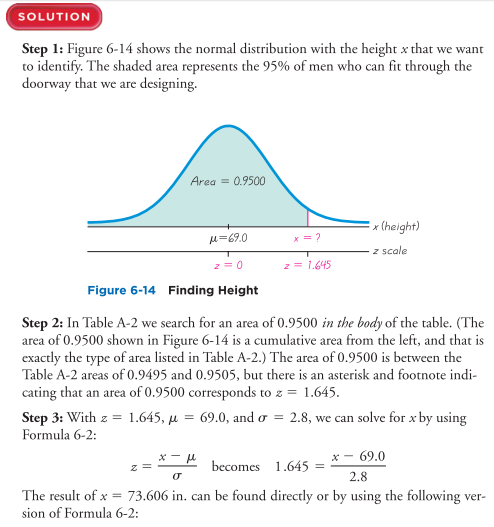 SOLUTION
Step 1: Figure 6-14 shows the normal distribution with the height x that we want
to identify. The shaded area represents the 95% of men who can fit through the
doorway that we are designing.
Area = 0.9500
x (height)
μ=69.0 x = ?
z scale
z = 0 z = 1.645
Figure 6-14 Finding Height
Step 2: In Table A-2 we search for an area of 0.9500 in the body of the table. (The
area of 0.9500 shown in Figure 6-14 is a cumulative area from the left, and that is
exactly the type of area listed in Table A-2.) The area of 0.9500 is between the
Table A-2 areas of 0.9495 and 0.9505, but there is an asterisk and footnote indi-
cating that an area of 0.9500 corresponds to z = 1.645.
Step 3: With z = 1.645, μ = 69.0, and σ = 2.8, we can solve for x by using
Formula 6-2:
z = (x − μ)/σ becomes 1.645 = (x − 69.0)/2.8
The result of x = 73.606 in. can be found directly or by using the following ver-
sion of Formula 6-2: